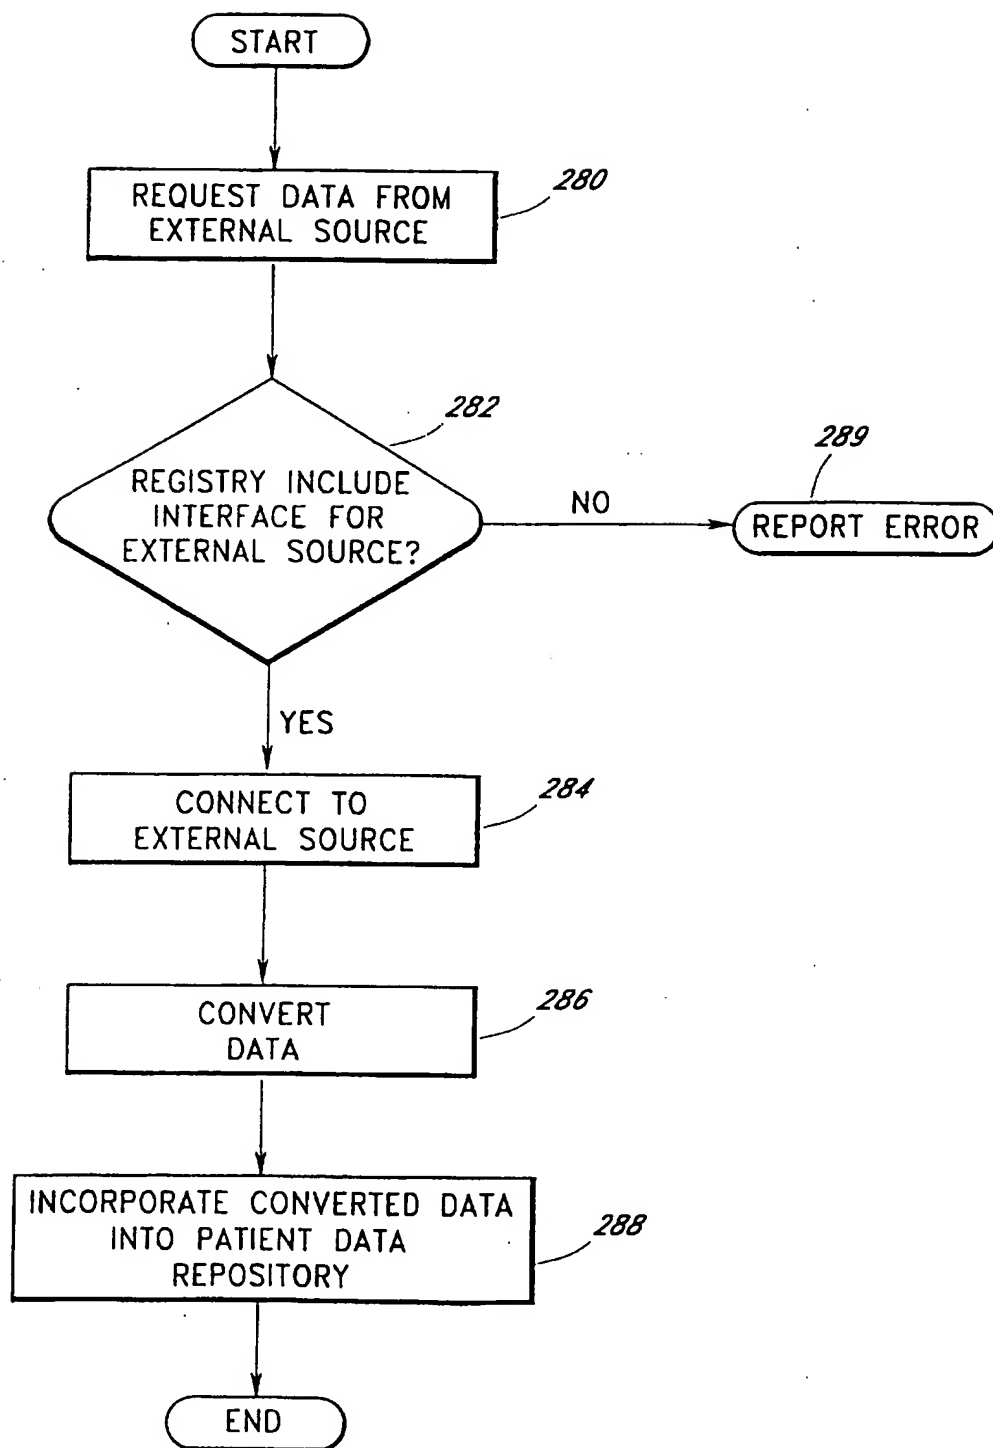 START
REQUEST DATA FROM
EXTERNAL SOURCE
280
282
REGISTRY INCLUDE
INTERFACE FOR
EXTERNAL SOURCE?
NO
289
REPORT ERROR
YES
CONNECT TO
EXTERNAL SOURCE
284
CONVERT
DATA
286
INCORPORATE CONVERTED DATA
INTO PATIENT DATA
REPOSITORY
288
END